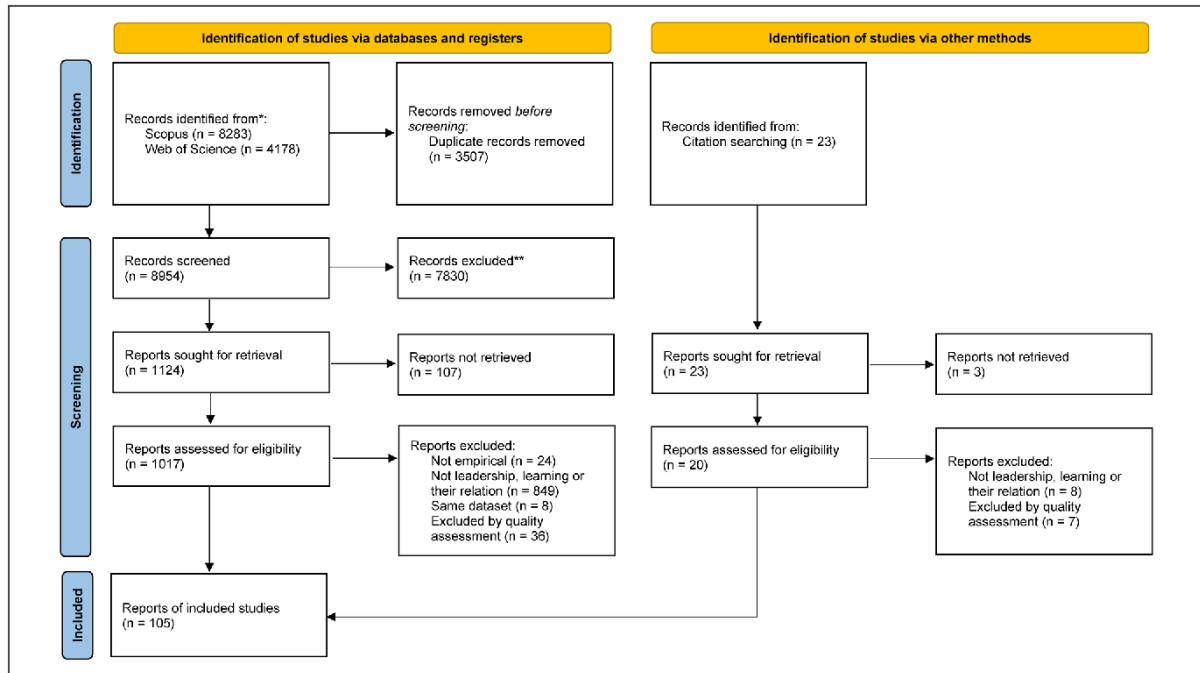 Identification of studies via databases and registers
Identification of studies via other methods
Identification
Records identified from*:
Scopus (n = 8283)
Web of Science (n = 4178)
Records removed before
screening:
Duplicate records removed
(n = 3507)
Records identified from:
Citation searching (n = 23)
Screening
Records screened
(n = 8954)
Records excluded**
(n = 7830)
Reports sought for retrieval
(n = 1124)
Reports not retrieved
(n = 107)
Reports sought for retrieval
(n = 23)
Reports not retrieved
(n = 3)
Reports assessed for eligibility
(n = 1017)
Reports excluded:
Not empirical (n = 24)
Not leadership, learning or
their relation (n = 849)
Same dataset (n = 8)
Excluded by quality
assessment (n = 36)
Reports assessed for eligibility
(n = 20)
Reports excluded:
Not leadership, learning or
their relation (n = 8)
Excluded by quality
assessment (n = 7)
Included
Reports of included studies
(n = 105)